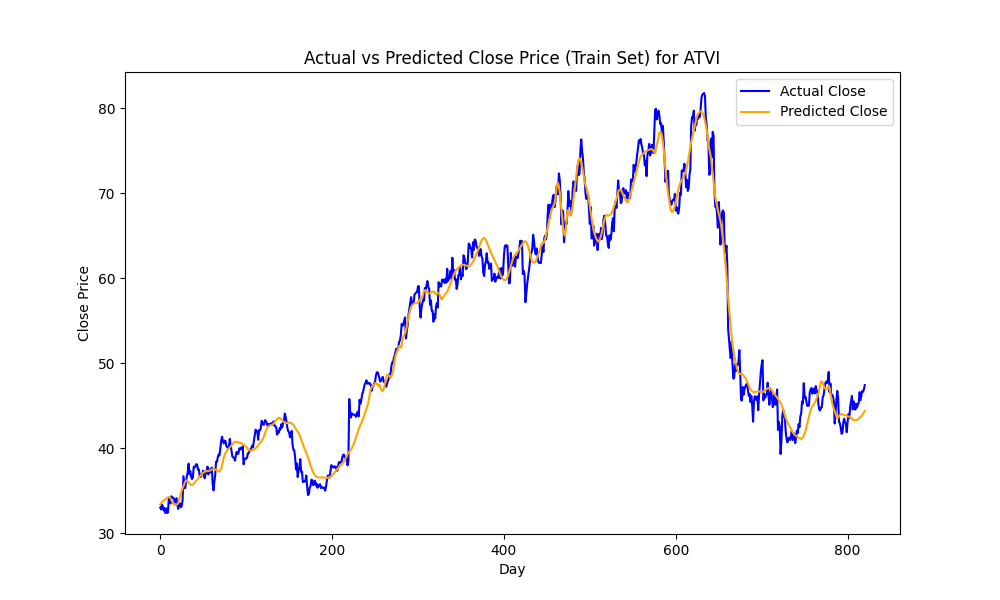 Actual vs Predicted Close Price (Train Set) for ATVI
Actual Close
Predicted Close
80
70
60
50
40
30
Close Price
0
200
400
600
800
Day